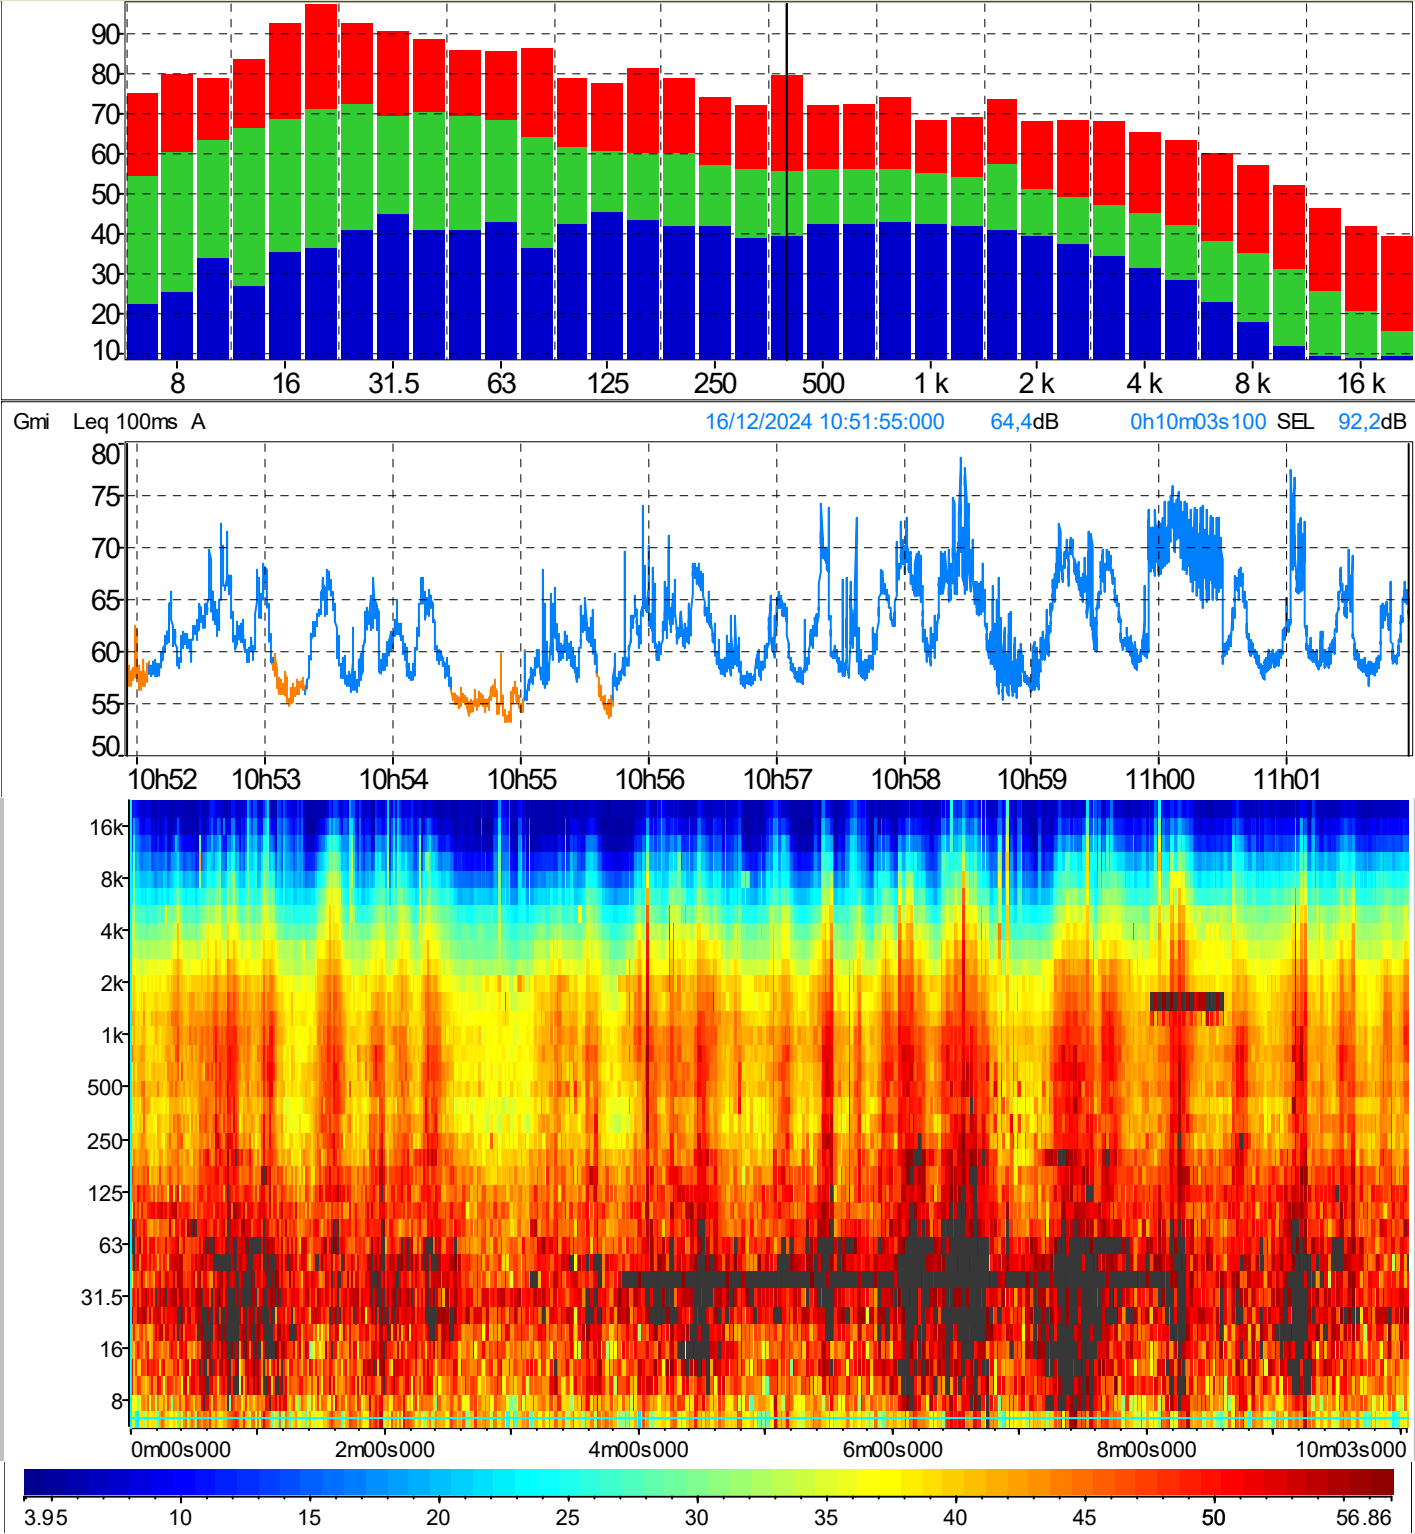 90
80
70
60
50
40
30
20
10
8 16 31.5 63 125 250 500 1 k 2 k 4 k 8 k 16 k
Gmi Leq 100ms A 16/12/2024 10:51:55:000 64,4dB 0h10m03s100 SEL 92,2dB
80
75
70
65
60
55
50
10h52 10h53 10h54 10h55 10h56 10h57 10h58 10h59 11h00 11h01
16k
8k
4k
2k
1k
500
250
125
63
31.5
16
8
0m00s000 2m00s000 4m00s000 6m00s000 8m00s000 10m03s000
3.95 10 15 20 25 30 35 40 45 50 56.86